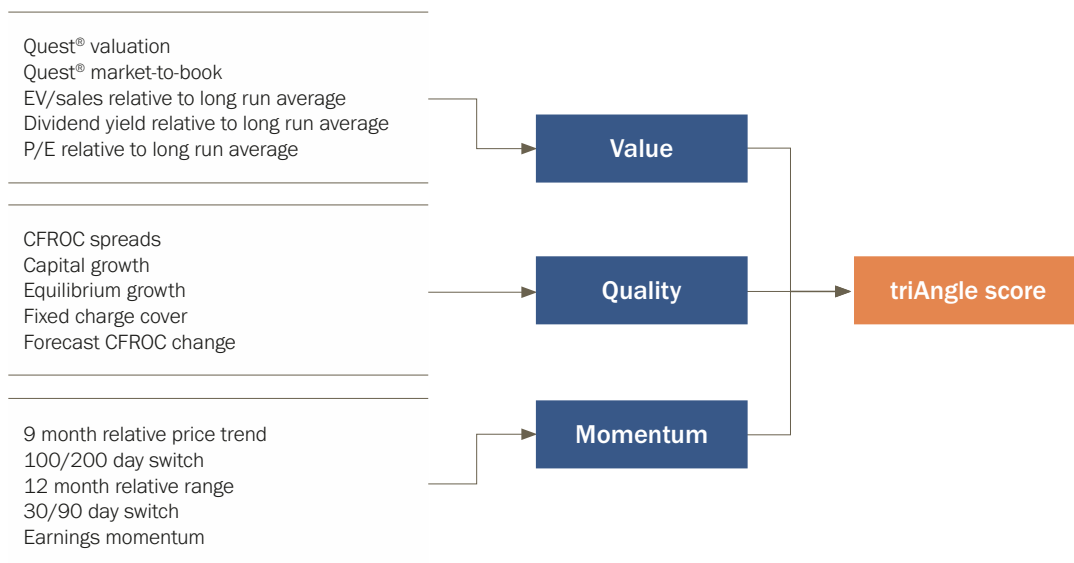 Quest® valuation
Quest® market-to-book
EV/sales relative to long run average
Dividend yield relative to long run average
P/E relative to long run average
Value
CFROC spreads
Capital growth
Equilibrium growth
Fixed charge cover
Forecast CFROC change
Quality
triAngle score
9 month relative price trend
100/200 day switch
12 month relative range
30/90 day switch
Earnings momentum
Momentum